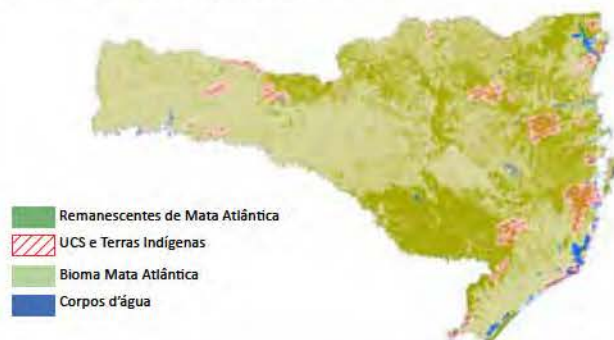 Remanescentes de Mata Atlântica
UCS e Terras Indígenas
Bioma Mata Atlântica
Corpos d'água